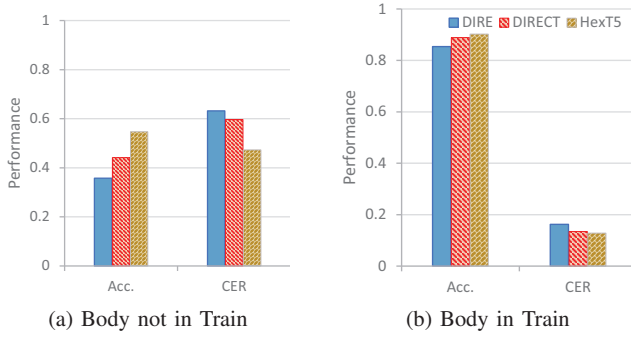 1
0.8
0.6
0.4
0.2
0
Performance
Acc.
CER
(a) Body not in Train
DIRE DIRECT HexT5
1
0.8
0.6
0.4
0.2
0
Performance
Acc.
CER
(b) Body in Train